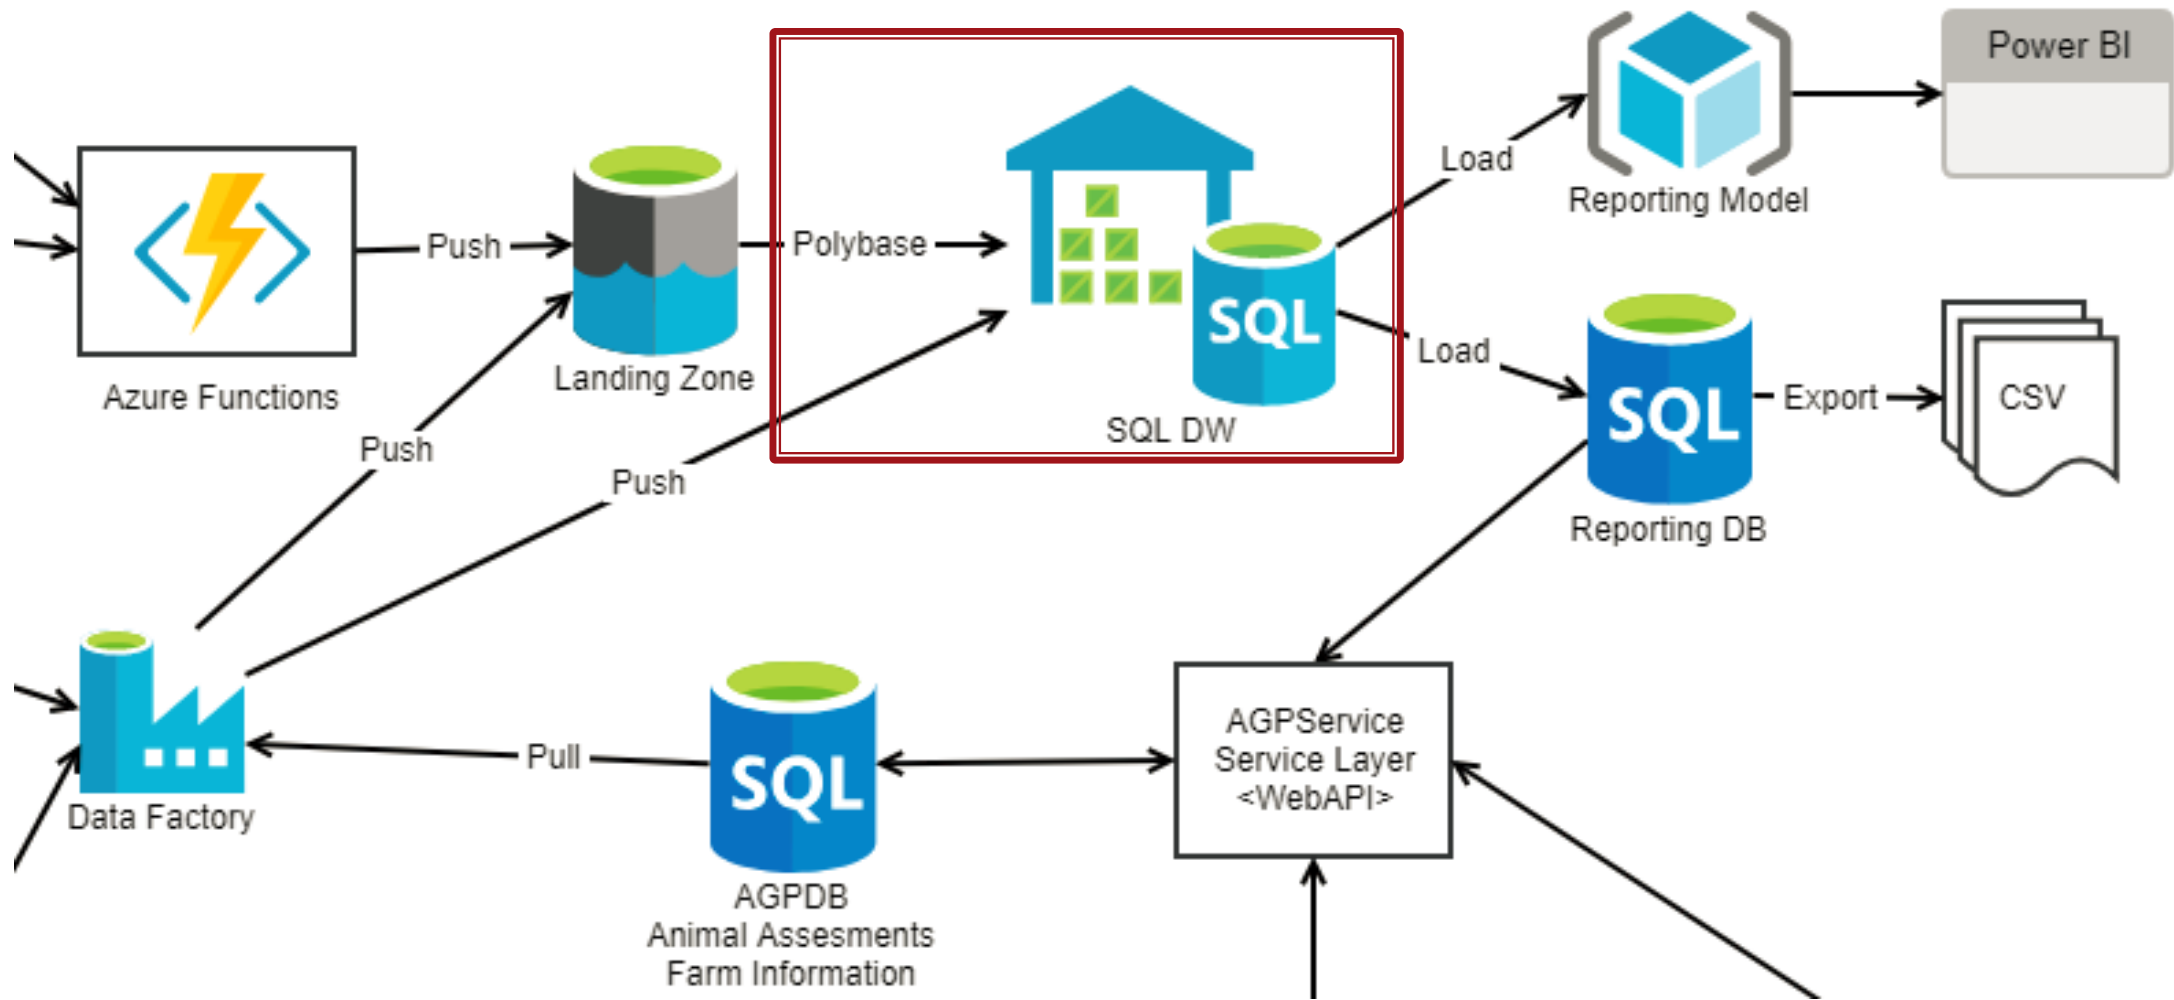 Power BI
Load
Reporting Model
Push
Polybase
Landing Zone
Azure Functions
SQL
SQL DW
Load
SQL
Export
CSV
Reporting DB
Push
Push
Data Factory
Pull
SQL
AGPDB
Animal Assesments
Farm Information
AGPService
Service Layer
<WebAPI>